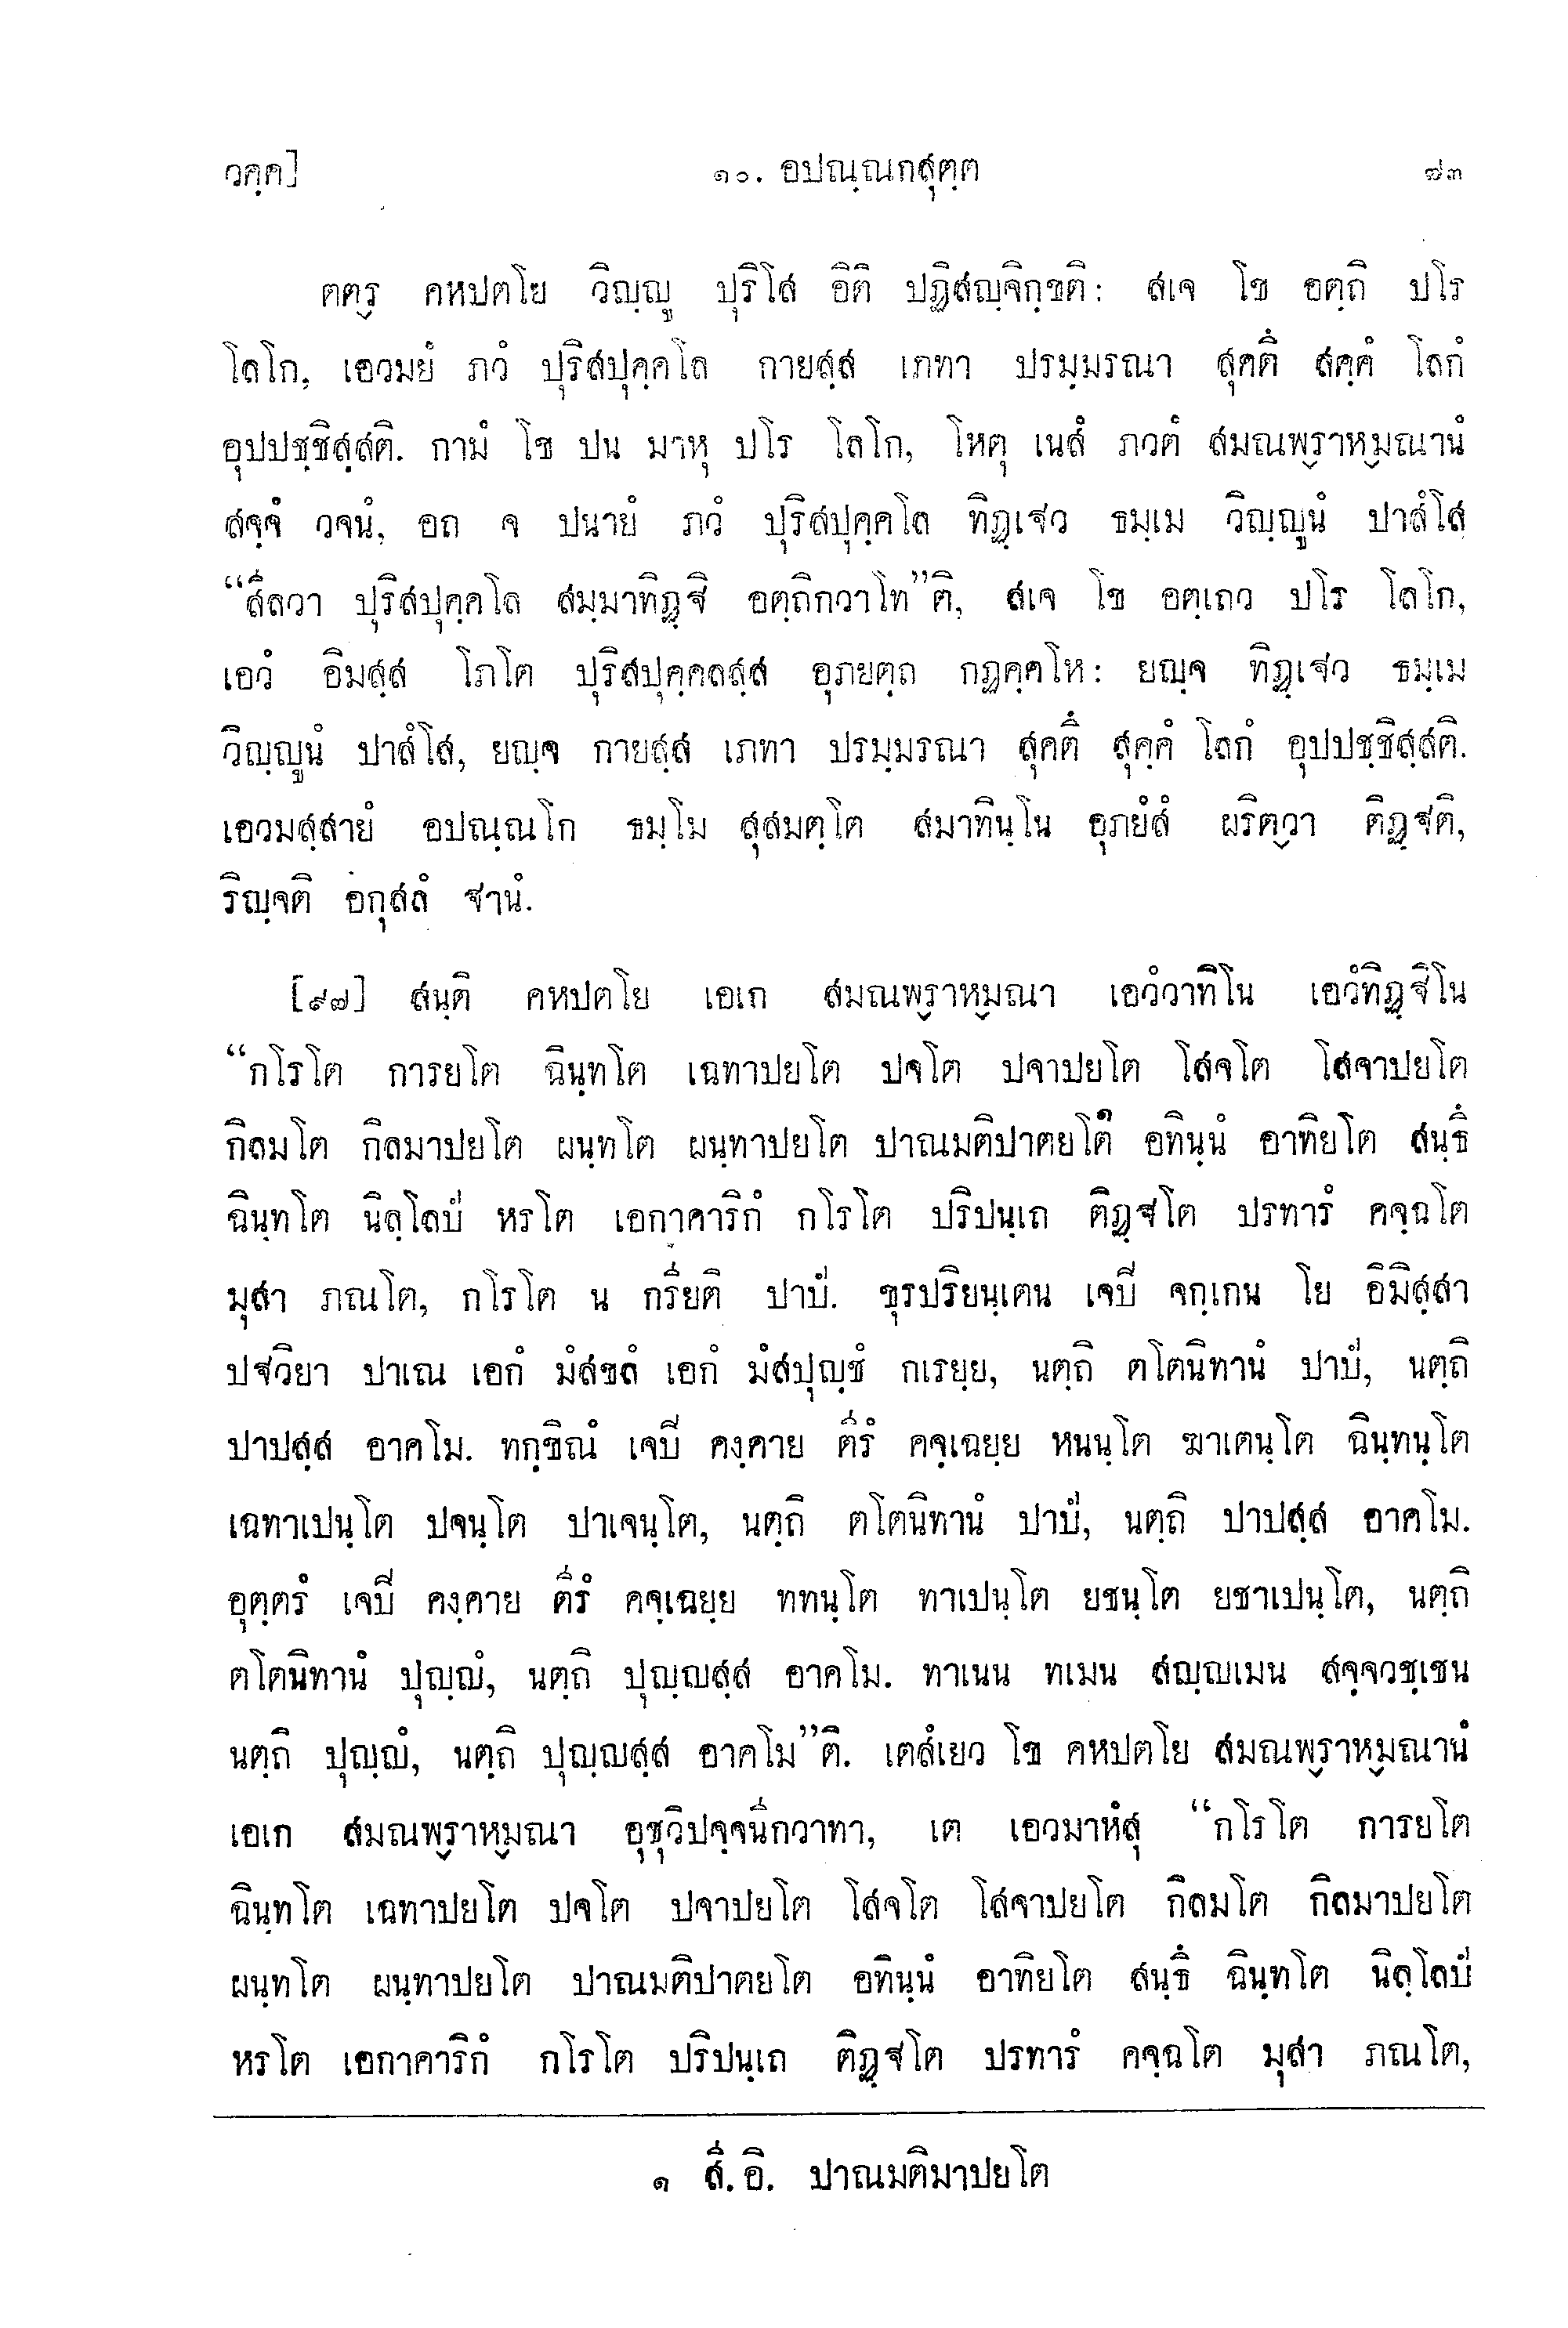 วคฺค] ๑๐. อปณฺณกสุตฺต ๗๓
ตตฺร คหปตโย วิญฺญู ปุริโส อิติ ปฏิสญฺจิกฺขติ: สเจ โข อตฺถิ ปโร
โลโก, เอวมยํ ภวํ ปุริสปุคฺคโล กายสฺส เภทา ปรมฺมรณา สุคตึ สคฺคํ โลกํ
อุปปชฺชิสฺสติ. กามํ โข ปน มาหุ ปโร โลโก, โหตุ เนสํ ภวตํ สมณพฺราหฺมณานํ
สจฺจํ วจนํ, อถ จ ปนายํ ภวํ ปุริสปุคฺคโล ทิฏฺเฐว ธมฺเม วิญฺญูนํ ปาสํโส
“สีลวา ปุริสปุคฺคโล สมฺมาทิฏฺฐิ อตฺถิกวาโท”ติ, สเจ โข อตฺเถว ปโร โลโก,
เอวํ อิมสฺส โภโต ปุริสปุคฺคลสฺส อุภยตฺถ กฏคฺคโห: ยญฺจ ทิฏฺเฐว ธมฺเม
วิญฺญูนํ ปาสํโส, ยญฺจ กายสฺส เภทา ปรมฺมรณา สุคตึ สุคฺคํ โลกํ อุปปชฺชิสฺสติ.
เอวมสฺสายํ อปณฺณโก ธมฺโม สุสมตฺโต สมาทินฺโน อุภยํสํ ผริตฺวา ติฏฺฐติ,
ริญฺจติ อกุสลํ ฐานํ.
[๙๗] สนฺติ คหปตโย เอเก สมณพฺราหฺมณา เอวํวาทิโน เอวํทิฏฺฐิโน
“กโรโต การยโต ฉินฺทโต เฉทาปยโต ปจโต ปจาปยโต โสจโต โสจาปยโต
กิลมโต กิลมาปยโต ผนฺทโต ผนฺทาปยโต ปาณมติปาตยโต๑ อทินฺนํ อาทิยโต สนฺธึ
ฉินฺทโต นิลฺโลปํ หรโต เอกาคาริกํ กโรโต ปริปนฺเถ ติฏฺฐโต ปรทารํ คจฺฉโต
มุสา ภณโต, กโรโต น กรียติ ปาปํ. ขุรปริยนฺเตน เจปี จกฺเกน โย อิมิสฺสา
ปฐวิยา ปาเณ เอกํ มํสขลํ เอกํ มํสปุญฺชํ กเรยฺย, นตฺถิ ตโตนิทานํ ปาปํ, นตฺถิ
ปาปสฺส อาคโม. ทกฺขิณํ เจปี คงฺคาย ตีรํ คจฺเฉยฺย หนนฺโต ฆาเตนฺโต ฉินฺทนฺโต
เฉทาเปนฺโต ปจนฺโต ปาเจนฺโต, นตฺถิ ตโตนิทานํ ปาปํ, นตฺถิ ปาปสฺส อาคโม.
อุตฺตรํ เจปี คงฺคาย ตีรํ คจฺเฉยฺย ททนฺโต ทาเปนฺโต ยชนฺโต ยชาเปนฺโต, นตฺถิ
ตโตนิทานํ ปุญฺญํ, นตฺถิ ปุญฺญสฺส อาคโม. ทาเนน ทเมน สญฺญเมน สจฺจวชฺเชน
นตฺถิ ปุญฺญํ, นตฺถิ ปุญฺญสฺส อาคโม”ติ. เตสํเยว โข คหปตโย สมณพฺราหฺมณานํ
เอเก สมณพฺราหฺมณา อุชุวิปจฺจนีกวาทา, เต เอวมาหํสุ “กโรโต การยโต
ฉินฺทโต เฉทาปยโต ปจโต ปจาปยโต โสจโต โสจาปยโต กิลมโต กิลมาปยโต
ผนฺทโต ผนฺทาปยโต ปาณมติปาตยโต อทินฺนํ อาทิยโต สนฺธึ ฉินฺทโต นิลฺโลปํ
หรโต เอกาคาริกํ กโรโต ปริปนฺเถ ติฏฺฐโต ปรทารํ คจฺฉโต มุสา ภณโต,
๑ สี. อิ. ปาณมติมาปยโต